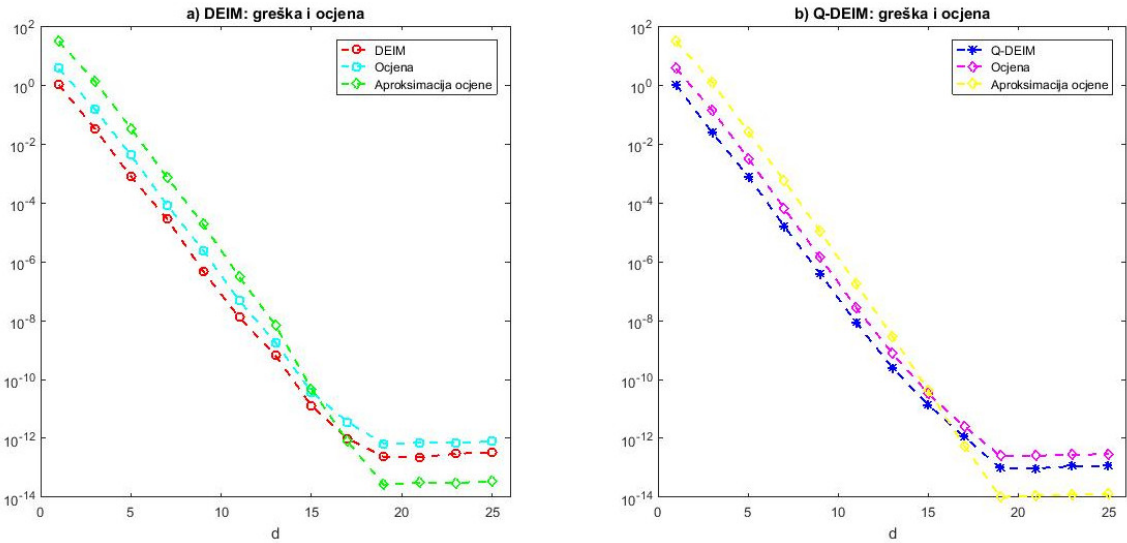 a) DEIM: greška i ocjena
DEIM
Ocjena
Aproksimacija ocjene
10^2
10^0
10^-2
10^-4
10^-6
10^-8
10^-10
10^-12
10^-14
0 5 10 15 20 25
d
b) Q-DEIM: greška i ocjena
Q-DEIM
Ocjena
Aproksimacija ocjene
10^2
10^0
10^-2
10^-4
10^-6
10^-8
10^-10
10^-12
10^-14
0 5 10 15 20 25
d